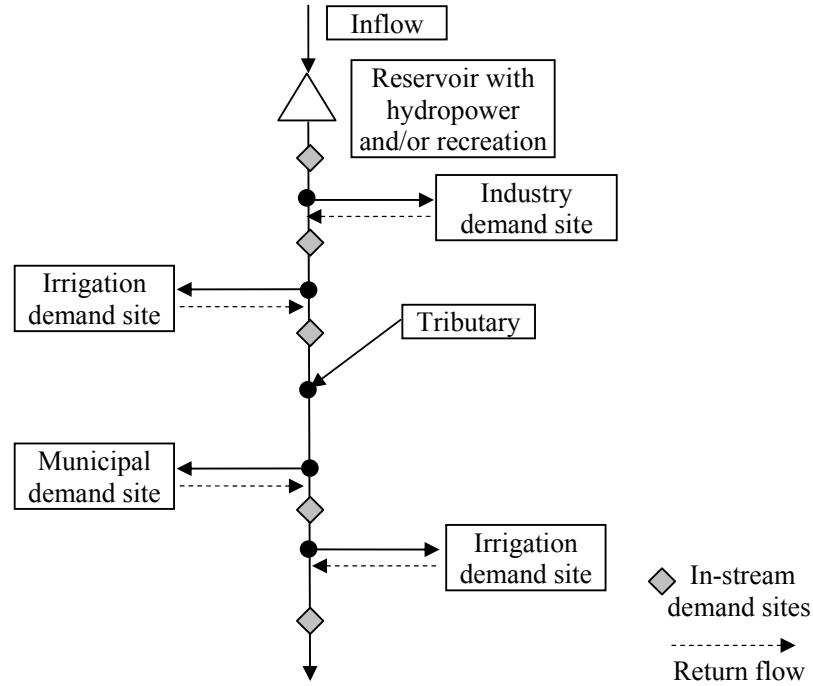 Inflow
Reservoir with
hydropower
and/or recreation
Industry
demand site
Irrigation
demand site
Tributary
Municipal
demand site
Irrigation
demand site
In-stream
demand sites
Return flow